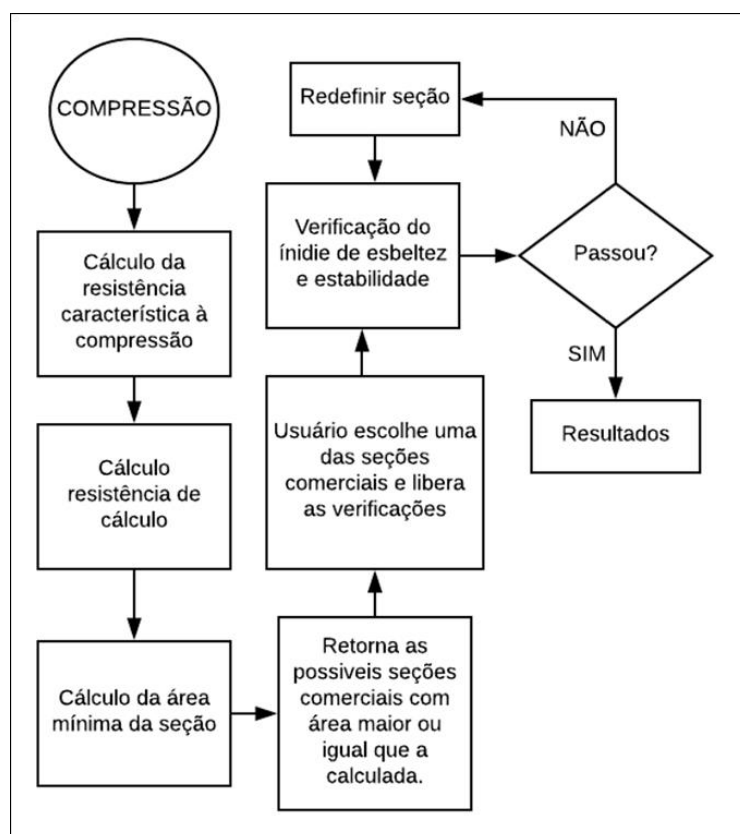 COMPRESSÃO
Cálculo da
resistência
característica à
compressão
Cálculo
resistência de
cálculo
Cálculo da área
mínima da seção
Retorna as
possiveis seções
comerciais com
área maior ou
igual que a
calculada.
Usuário escolhe uma
das seções
comerciais e libera
as verificações
Verificação do
ínidie de esbeltez
e estabilidade
Passou?
NÃO
Redefinir seção
SIM
Resultados